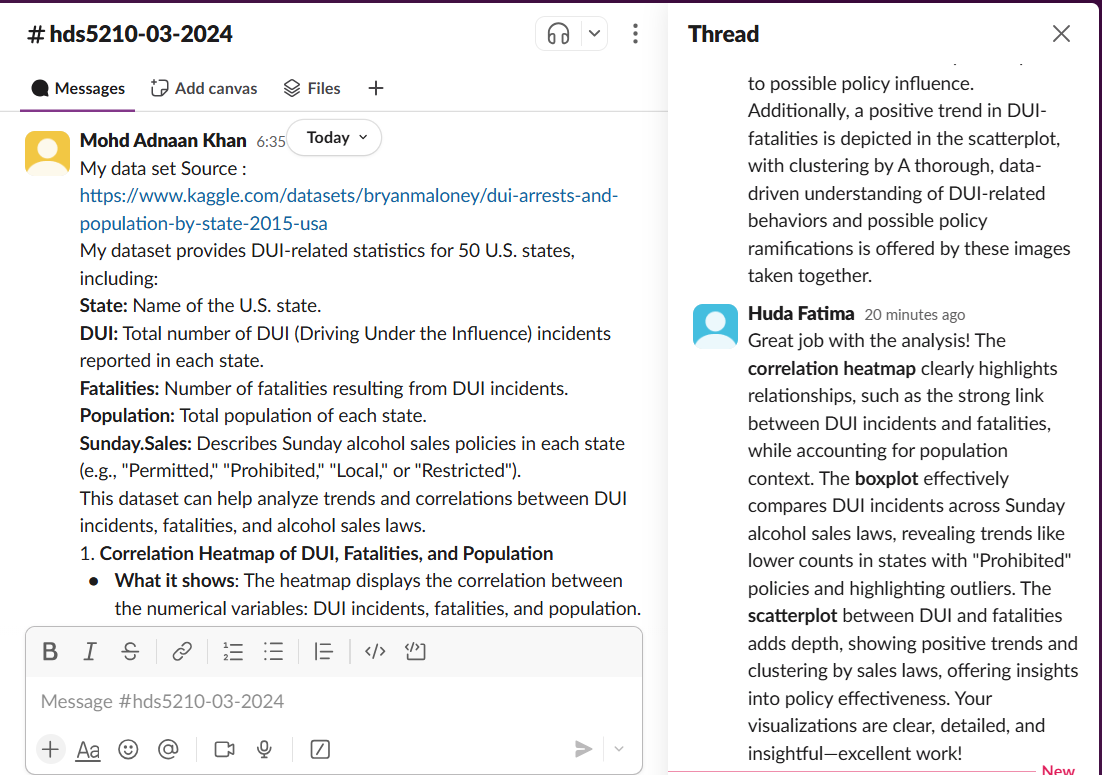 # hds5210-03-2024
Messages
Add canvas
Files
Mohd Adnaan Khan 6:35
Today
My data set Source :
https://www.kaggle.com/datasets/bryanmaloney/dui-arrests-and-
population-by-state-2015-usa
My dataset provides DUI-related statistics for 50 U.S. states,
including:
State: Name of the U.S. state.
DUI: Total number of DUI (Driving Under the Influence) incidents
reported in each state.
Fatalities: Number of fatalities resulting from DUI incidents.
Population: Total population of each state.
Sunday.Sales: Describes Sunday alcohol sales policies in each state
(e.g., "Permitted," "Prohibited," "Local," or "Restricted").
This dataset can help analyze trends and correlations between DUI
incidents, fatalities, and alcohol sales laws.
1. Correlation Heatmap of DUI, Fatalities, and Population
• What it shows: The heatmap displays the correlation between
the numerical variables: DUI incidents, fatalities, and population.
Message #hds5210-03-2024
Aa
Thread
to possible policy influence.
Additionally, a positive trend in DUI-
fatalities is depicted in the scatterplot,
with clustering by A thorough, data-
driven understanding of DUI-related
behaviors and possible policy
ramifications is offered by these images
taken together.
Huda Fatima 20 minutes ago
Great job with the analysis! The
correlation heatmap clearly highlights
relationships, such as the strong link
between DUI incidents and fatalities,
while accounting for population
context. The boxplot effectively
compares DUI incidents across Sunday
alcohol sales laws, revealing trends like
lower counts in states with "Prohibited"
policies and highlighting outliers. The
scatterplot between DUI and fatalities
adds depth, showing positive trends and
clustering by sales laws, offering insights
into policy effectiveness. Your
visualizations are clear, detailed, and
insightful—excellent work!
New